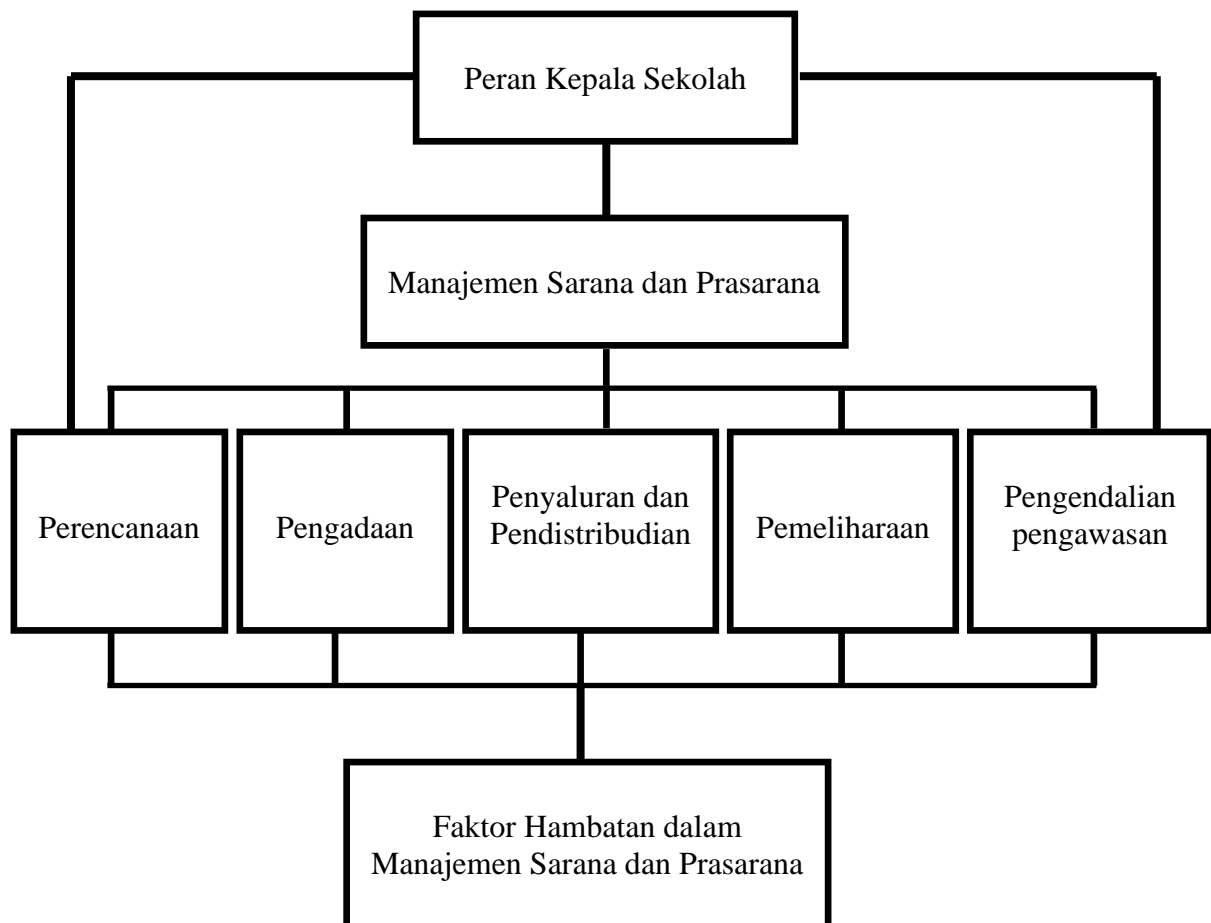 Peran Kepala Sekolah
Manajemen Sarana dan Prasarana
Perencanaan
Pengadaan
Penyaluran dan
Pendistribudian
Pemeliharaan
Pengendalian
pengawasan
Faktor Hambatan dalam
Manajemen Sarana dan Prasarana